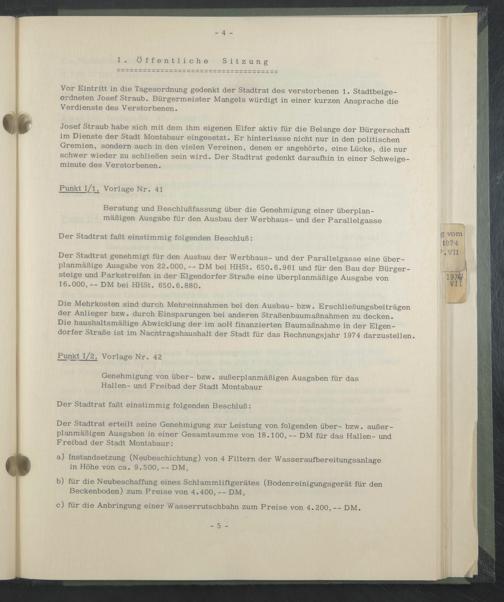 - 4 -
I. Öffentliche Sitzung
===================================
Vor Eintritt in die Tagesordnung gedenkt der Stadtrat des verstorbenen 1. Stadtbeige-
ordneten Josef Straub. Bürgermeister Mangels würdigt in einer kurzen Ansprache die
Verdienste des Verstorbenen.
Josef Straub habe sich mit dem ihm eigenen Eifer aktiv für die Belange der Bürgerschaft
im Dienste der Stadt Montabaur eingesetzt. Er hinterlasse nicht nur in den politischen
Gremien, sondern auch in den vielen Vereinen, denen er angehörte, eine Lücke, die nur
schwer wieder zu schließen sein wird. Der Stadtrat gedenkt daraufhin in einer Schweige-
minute des Verstorbenen.
Punkt I/1, Vorlage Nr. 41
Beratung und Beschlußfassung über die Genehmigung einer überplan-
mäßigen Ausgabe für den Ausbau der Werbhaus- und der Parallelgasse
Der Stadtrat faßt einstimmig folgenden Beschluß:
Der Stadtrat genehmigt für den Ausbau der Werbhaus- und der Parallelgasse eine über-
planmäßige Ausgabe von 22.000,-- DM bei HHSt. 650.6.961 und für den Bau der Bürger-
steige und Parkstreifen in der Elgendorfer Straße eine überplanmäßige Ausgabe von
16.000,-- DM bei HHSt. 650.6.880.
Die Mehrkosten sind durch Mehreinnahmen bei den Ausbau- bzw. Erschließungsbeiträgen
der Anlieger bzw. durch Einsparungen bei anderen Straßenbaumaßnahmen zu decken.
Die haushaltsmäßige Abwicklung der im aoH finanzierten Baumaßnahme in der Elgen-
dorfer Straße ist im Nachtragshaushalt der Stadt für das Rechnungsjahr 1974 darzustellen.
Punkt I/2, Vorlage Nr. 42
Genehmigung von über- bzw. außerplanmäßigen Ausgaben für das
Hallen- und Freibad der Stadt Montabaur
Der Stadtrat faßt einstimmig folgenden Beschluß:
Der Stadtrat erteilt seine Genehmigung zur Leistung von folgenden über- bzw. außer-
planmäßigen Ausgaben in einer Gesamtsumme von 18.100,-- DM für das Hallen- und
Freibad der Stadt Montabaur:
a) Instandsetzung (Neubeschichtung) von 4 Filtern der Wasseraufbereitungsanlage
in Höhe von ca. 9.500,-- DM,
b) für die Neubeschaffung eines Schlammliftgerätes (Bodenreinigungsgerät für den
Beckenboden) zum Preise von 4.400,-- DM,
c) für die Anbringung einer Wasserrutschbahn zum Preise von 4.200,-- DM.
- 5 -
g vom
1974
VII
1974
VII